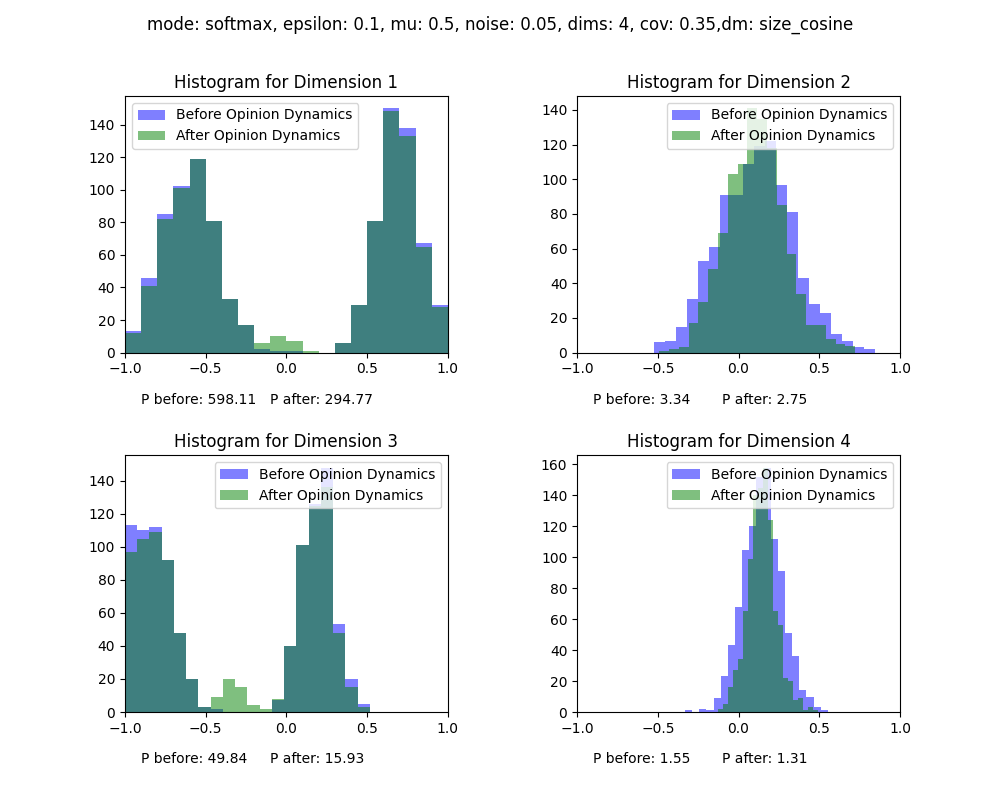 mode: softmax, epsilon: 0.1, mu: 0.5, noise: 0.05, dims: 4, cov: 0.35,dm: size_cosine
Histogram for Dimension 1
Before Opinion Dynamics
After Opinion Dynamics
140
120
100
80
60
40
20
0
−1.0 −0.5 0.0 0.5 1.0
P before: 598.11 P after: 294.77
Histogram for Dimension 2
Before Opinion Dynamics
After Opinion Dynamics
140
120
100
80
60
40
20
0
−1.0 −0.5 0.0 0.5 1.0
P before: 3.34 P after: 2.75
Histogram for Dimension 3
Before Opinion Dynamics
After Opinion Dynamics
140
120
100
80
60
40
20
0
−1.0 −0.5 0.0 0.5 1.0
P before: 49.84 P after: 15.93
Histogram for Dimension 4
Before Opinion Dynamics
After Opinion Dynamics
160
140
120
100
80
60
40
20
0
−1.0 −0.5 0.0 0.5 1.0
P before: 1.55 P after: 1.31